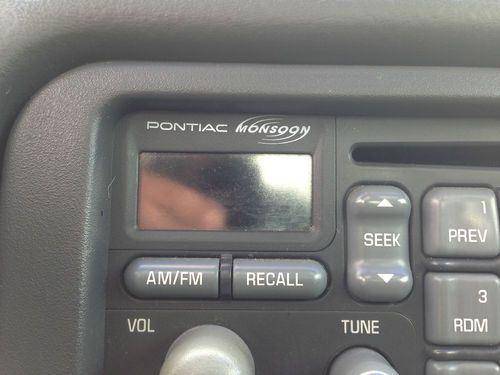 PONTIAC MONSOON
SEEK
1
PREV
AM/FM RECALL
3
RDM
VOL TUNE